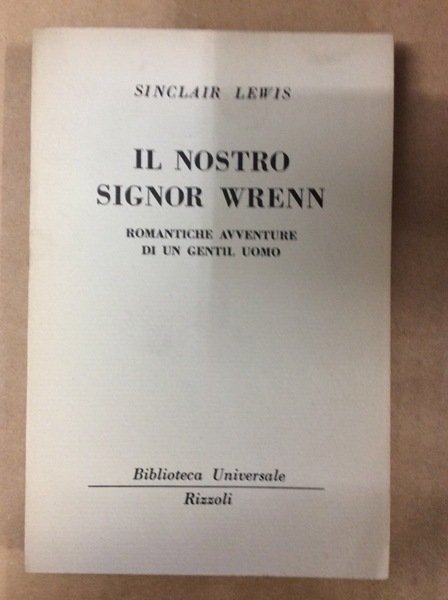 SINCLAIR LEWIS
IL NOSTRO
SIGNOR WRENN
ROMANTICHE AVVENTURE
DI UN GENTIL UOMO
Biblioteca Universale
Rizzoli